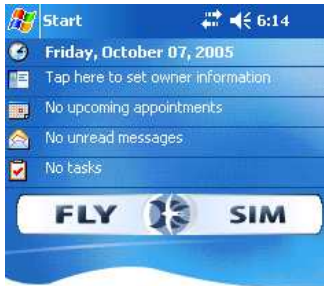 Start 6:14
Friday, October 07, 2005
Tap here to set owner information
No upcoming appointments
No unread messages
No tasks
FLY SIM